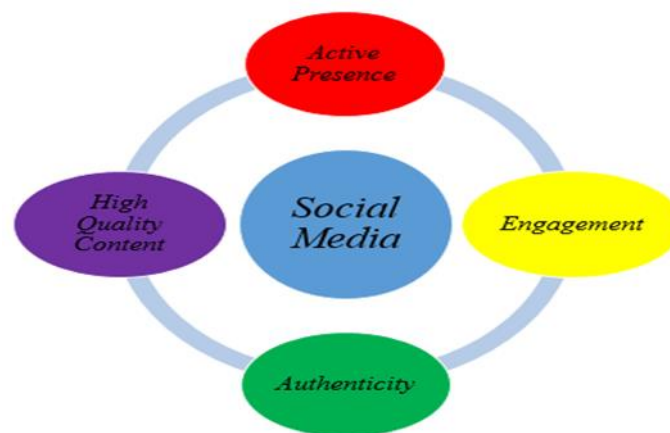 Active
Presence
High
Quality
Content
Social
Media
Engagement
Authenticity